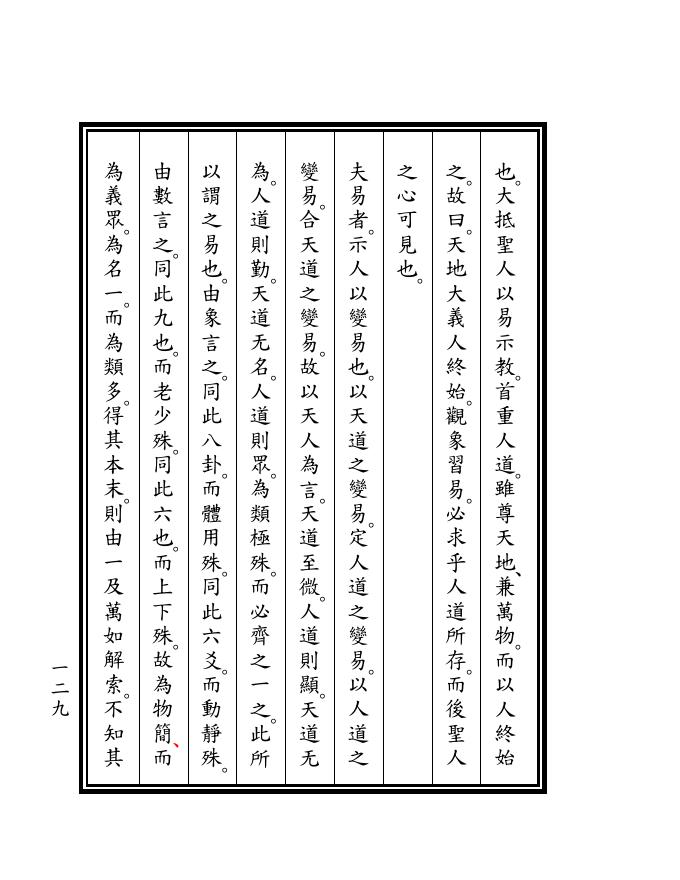 也。大抵聖人以易示教。首重人道。雖尊天地、兼萬物。而以人終始
之。故曰。天地大義人終始。觀象習易。必求乎人道所存。而後聖人
之心可見也。
夫易者。示人以變易也。以天道之變易。定人道之變易。以人道之
變易。合天道之變易。故以天人為言。天道至微。人道則顯。天道无
為。人道則勤。天道无名。人道則眾。為類極殊。而必齊之一之。此所
以謂之易也。由象言之。同此八卦。而體用殊。同此六爻。而動靜殊。
由數言之。同此九也。而老少殊。同此六也。而上下殊。故為物簡、而
為義眾。為名一。而為類多。得其本末。則由一及萬如解索。不知其
一二九